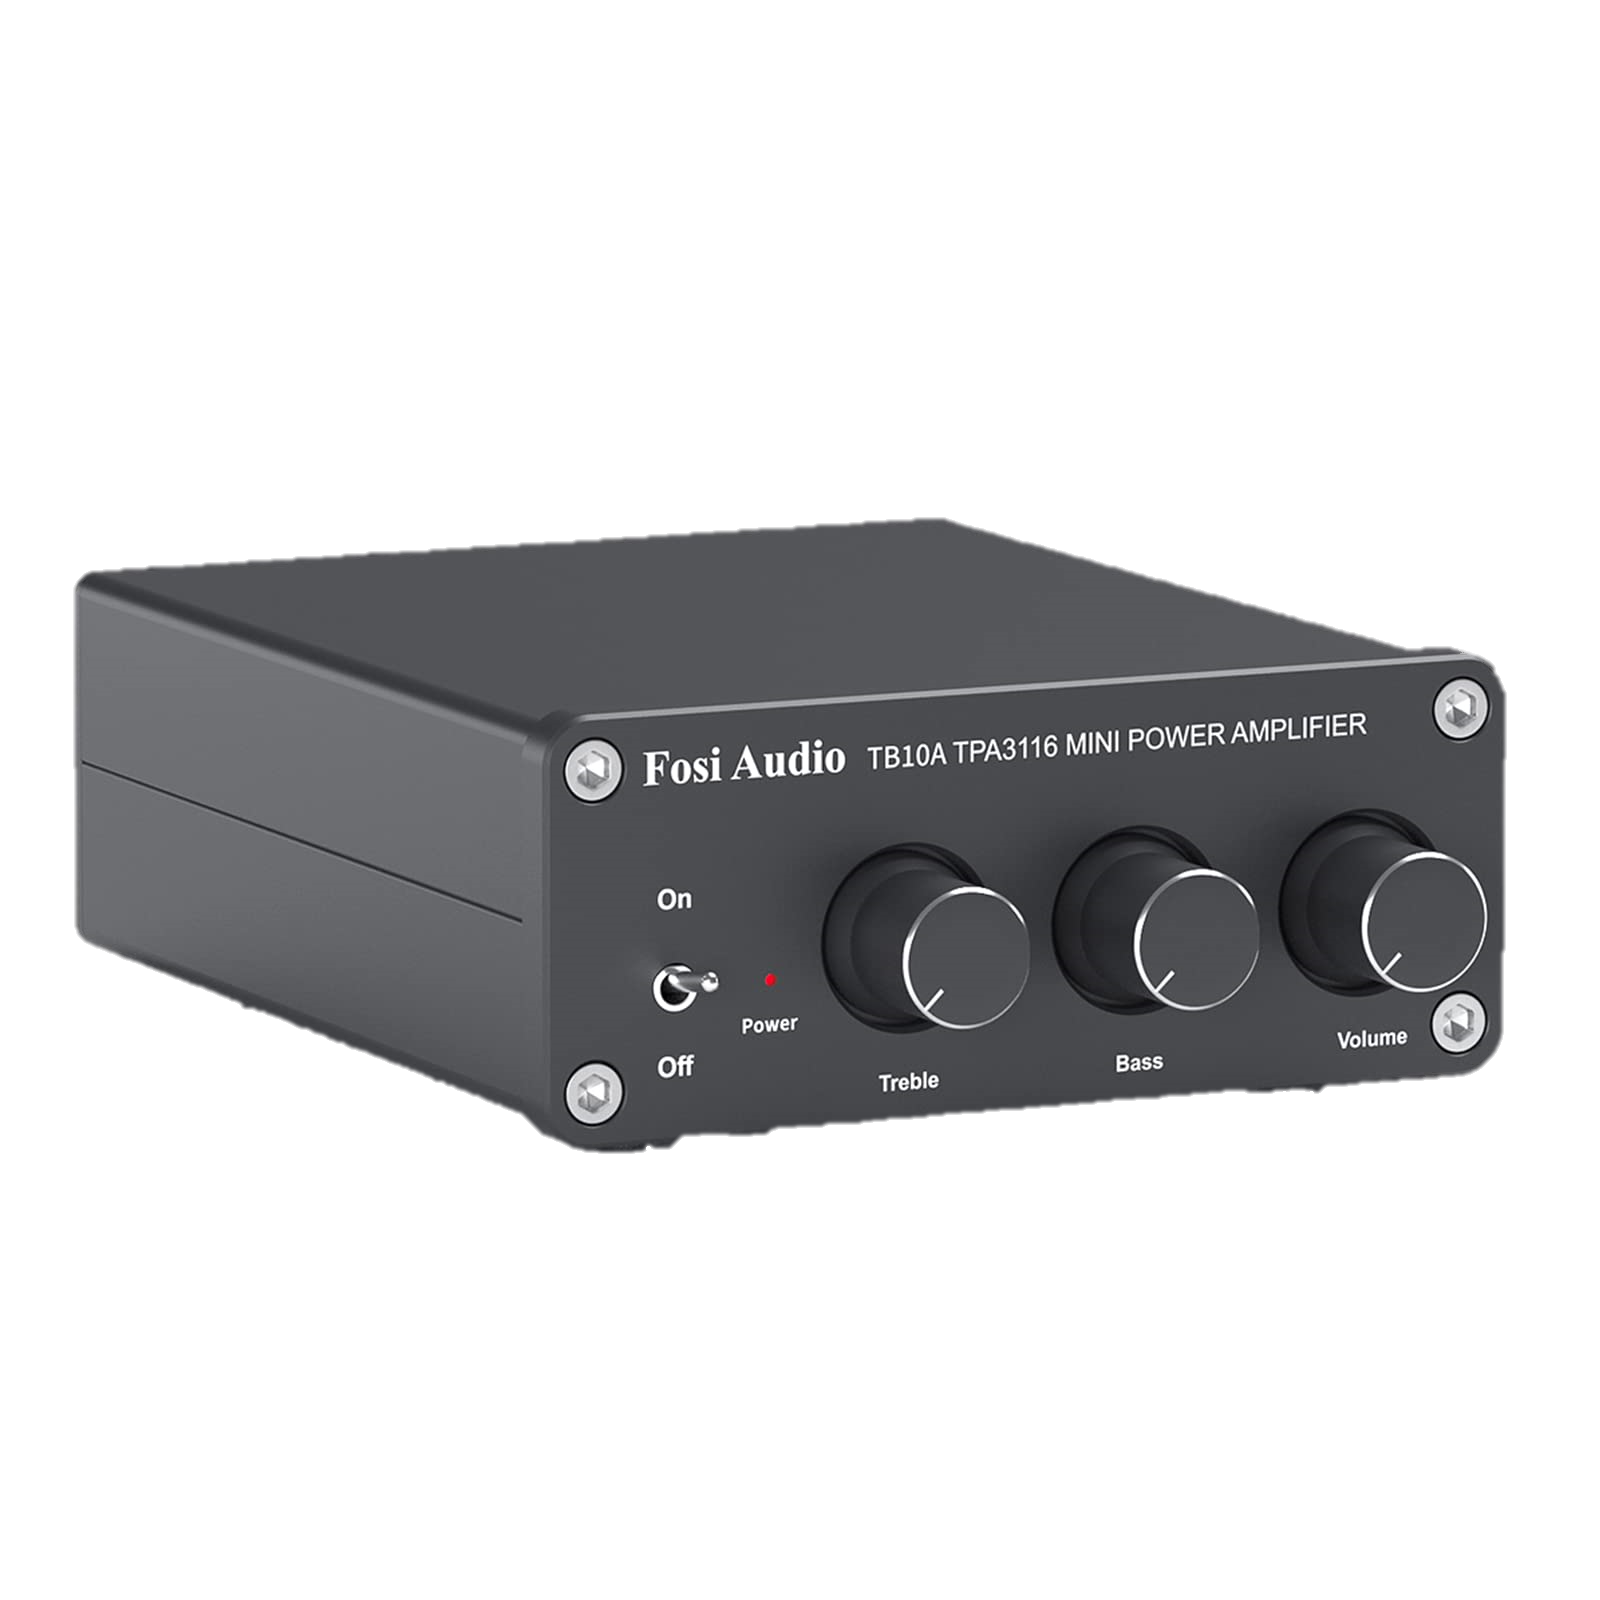 Fosi Audio TB10A TPA3116 MINI POWER AMPLIFIER
On
Power
Off
Treble
Bass
Volume